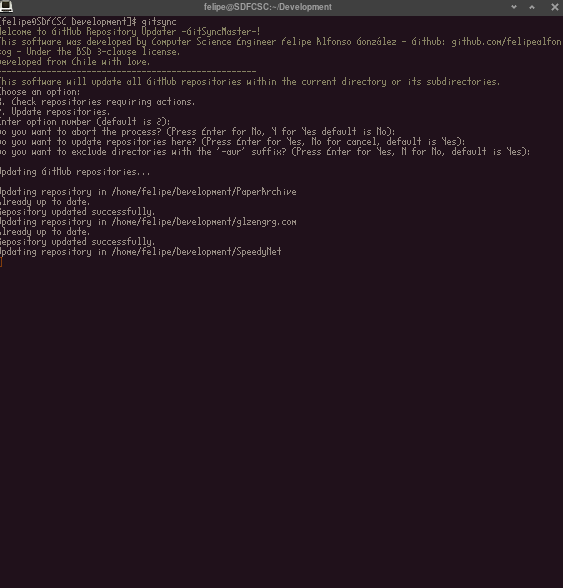 felipe@SDFCSC:~/Development
[felipe@SDFCSC Development]$ gitsync
Welcome to GitHub Repository Updater -GitSyncMaster-!
This software was developed by Computer Science Engineer Felipe Alfonso González - Github: github.com/felipealfon
zog - Under the BSD 3-clause license.
Developed from Chile with love.
----------------------------------------------------
This software will update all GitHub repositories within the current directory or its subdirectories.
Choose an option:
1. Check repositories requiring actions.
2. Update repositories.
Enter option number (default is 2):
Do you want to abort the process? (Press Enter for No, Y for Yes default is No):
Do you want to update repositories here? (Press Enter for Yes, No for cancel, default is Yes):
Do you want to exclude directories with the '-aur' suffix? (Press Enter for Yes, N for No, default is Yes):
Updating GitHub repositories...
Updating repository in /home/felipe/Development/PaperArchive
Already up to date.
Repository updated successfully.
Updating repository in /home/felipe/Development/glzengrg.com
Already up to date.
Repository updated successfully.
Updating repository in /home/felipe/Development/SpeedyNet